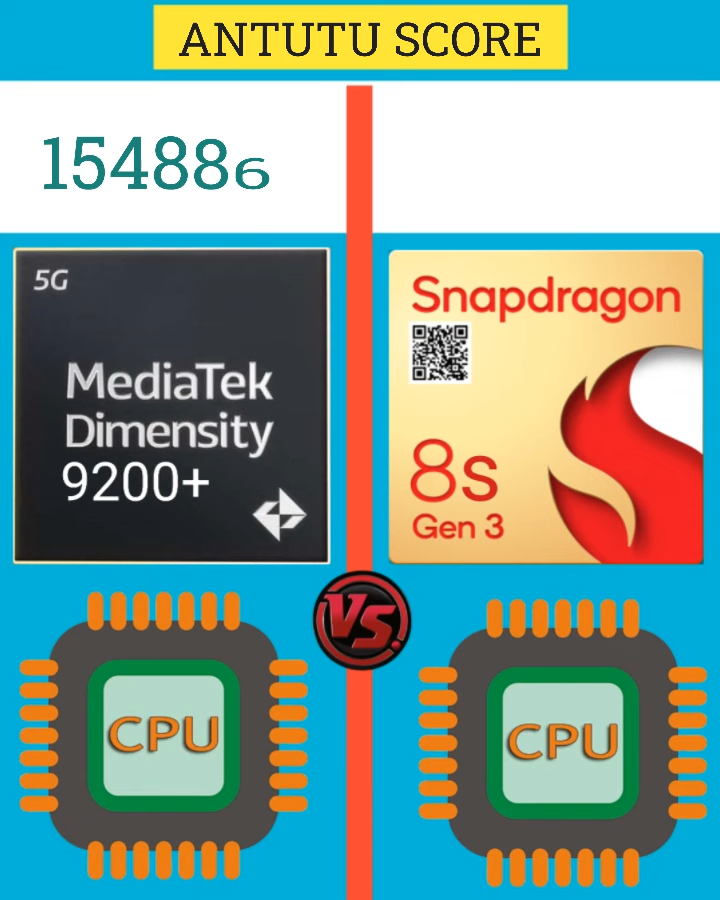 ANTUTU SCORE
154886
5G
MediaTek
Dimensity
9200+
Snapdragon
8s
Gen 3
VS.
CPU
CPU